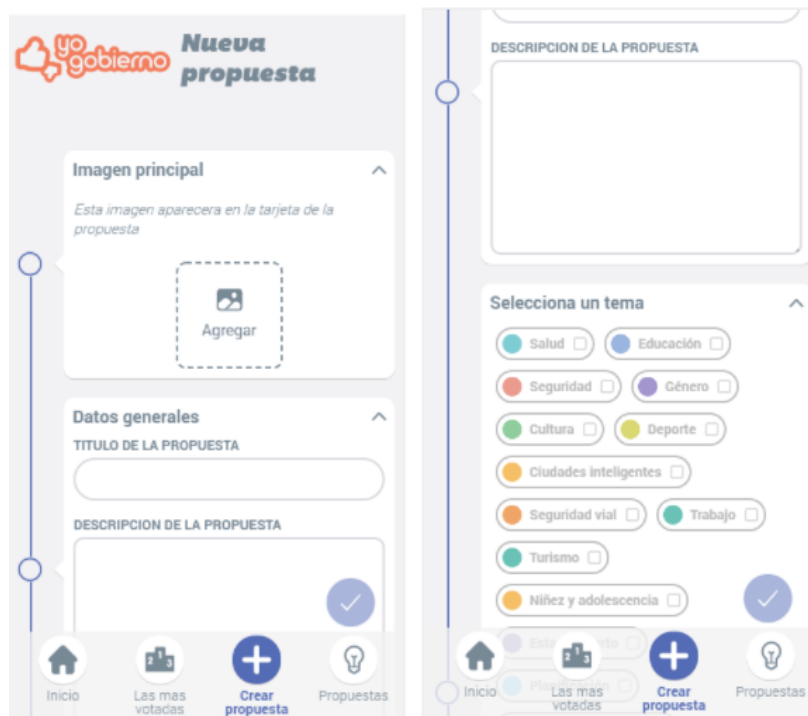 yo
gobierno
Nueva
propuesta
Imagen principal
Esta imagen aparecera en la tarjeta de la
propuesta
Agregar
Datos generales
TITULO DE LA PROPUESTA
DESCRIPCION DE LA PROPUESTA
Inicio
Las mas
votadas
Crear
propuesta
Propuestas
DESCRIPCION DE LA PROPUESTA
Selecciona un tema
Salud
Educación
Seguridad
Género
Cultura
Deporte
Ciudades inteligentes
Seguridad vial
Trabajo
Turismo
Niñez y adolescencia
Planificación
Inicio
Las mas
votadas
Crear
propuesta
Propuestas